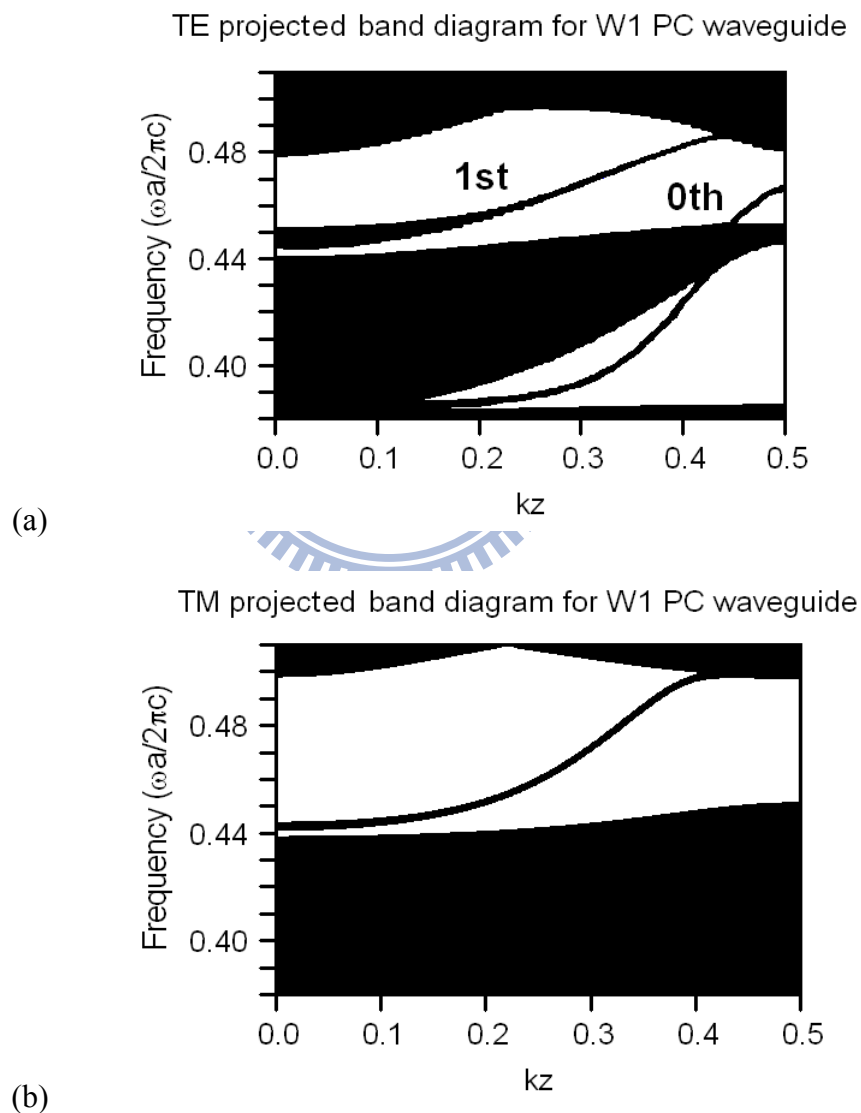 TE projected band diagram for W1 PC waveguide
Frequency (ωa/2πc)
0.48
0.44
0.40
1st
0th
0.0 0.1 0.2 0.3 0.4 0.5
kz
(a)
TM projected band diagram for W1 PC waveguide
Frequency (ωa/2πc)
0.48
0.44
0.40
0.0 0.1 0.2 0.3 0.4 0.5
kz
(b)